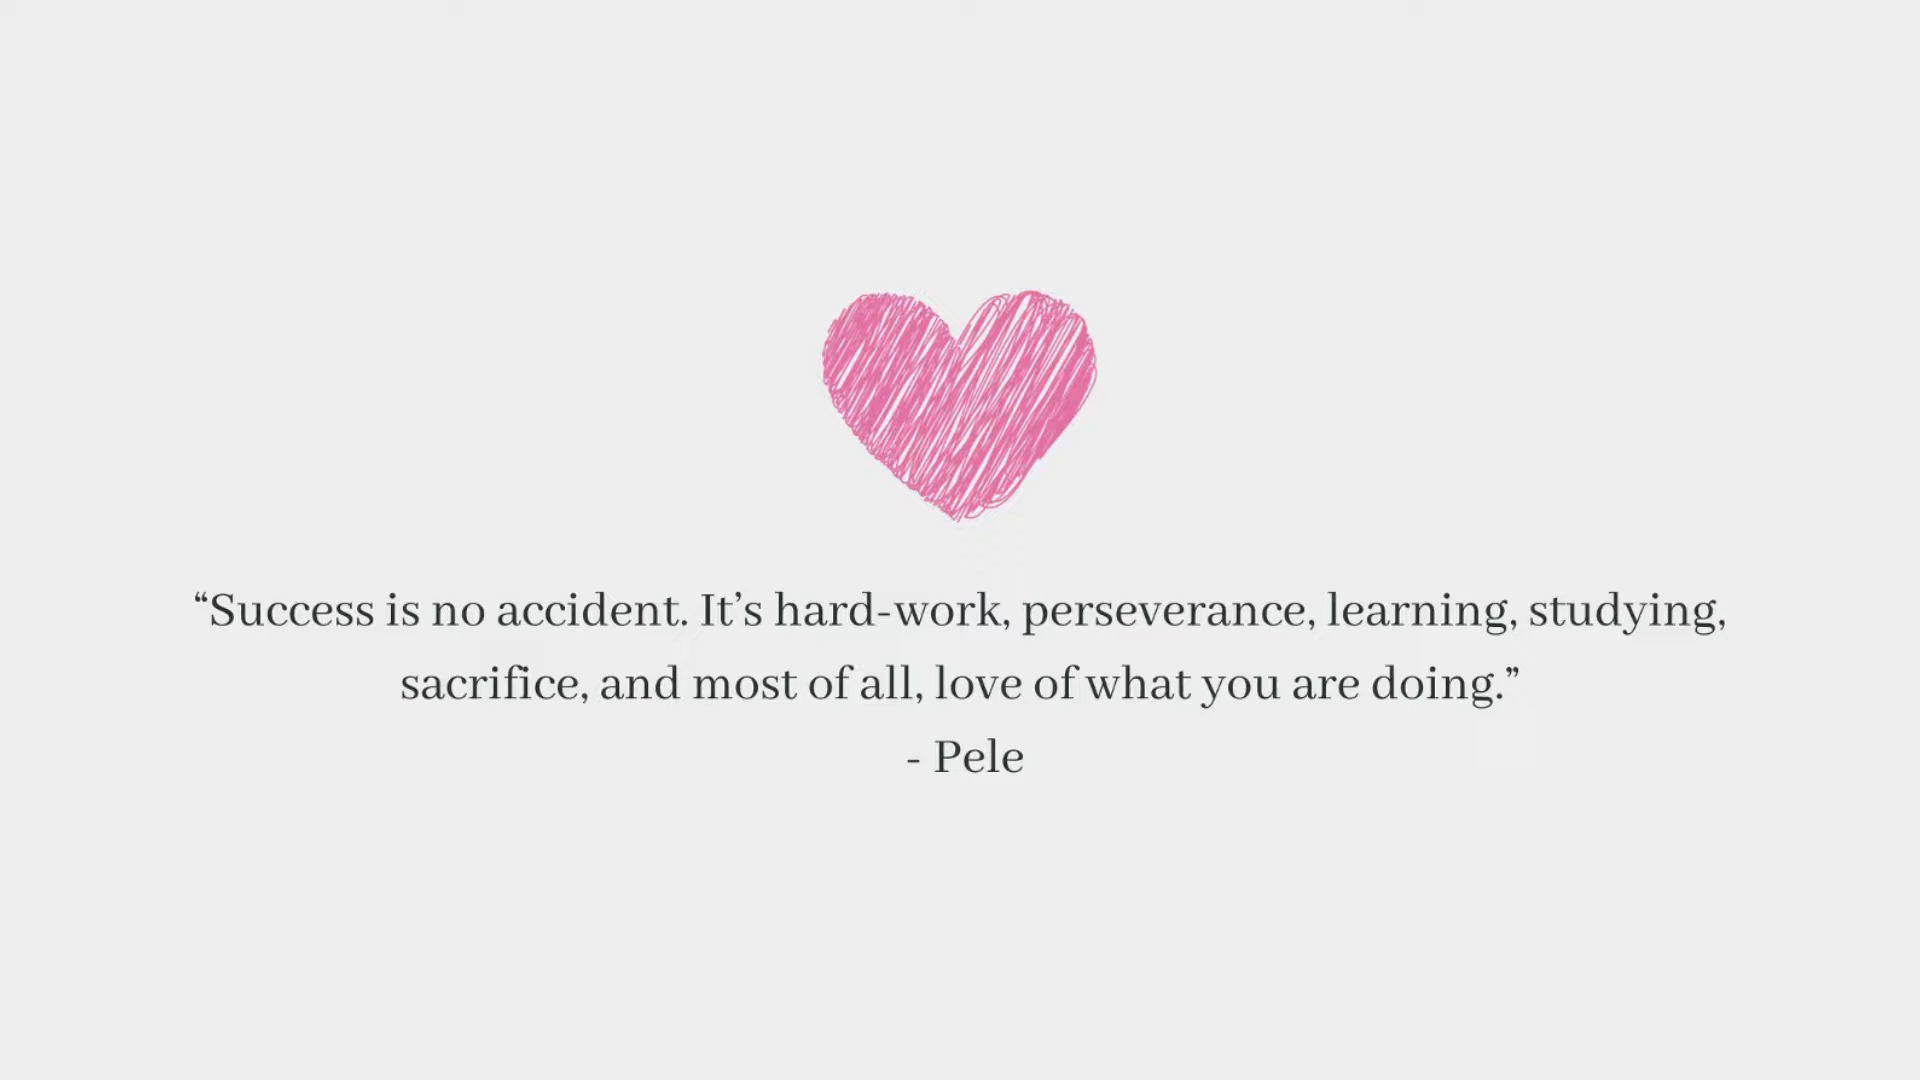 “Success is no accident. It’s hard-work, perseverance, learning, studying,
sacrifice, and most of all, love of what you are doing.”
- Pele